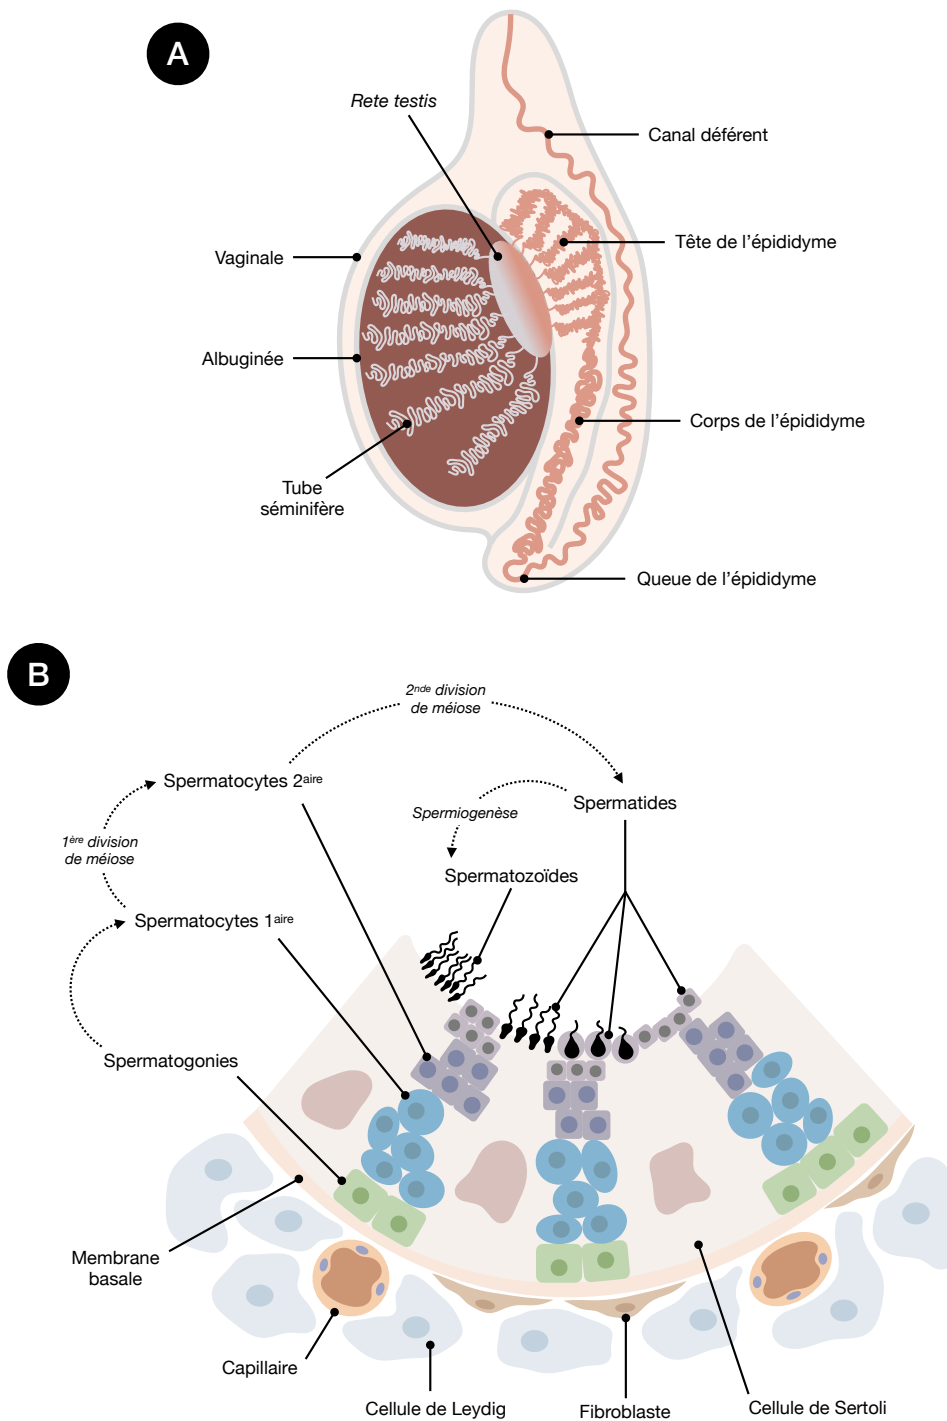 A
Rete testis
Canal déférent
Tête de l'épididyme
Vaginale
Albuginée
Corps de l'épididyme
Tube
séminifère
Queue de l'épididyme
B
2nde division
de méiose
Spermatocytes 2aire
Spermatides
Spermiogenèse
1ère division
de méiose
Spermatozoïdes
Spermatocytes 1aire
Spermatogonies
Membrane
basale
Capillaire
Cellule de Leydig
Fibroblaste
Cellule de Sertoli